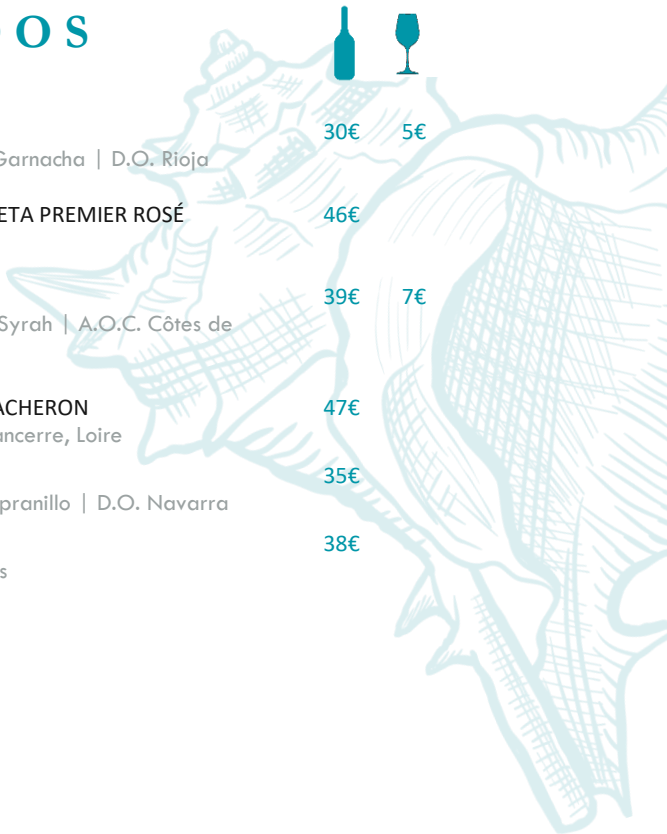 OS
30€ 5€
Garnacha | D.O. Rioja
ETA PREMIER ROSÉ 46€
39€ 7€
Syrah | A.O.C. Côtes de
ACHERON 47€
ancerre, Loire
35€
pranillo | D.O. Navarra
38€
s